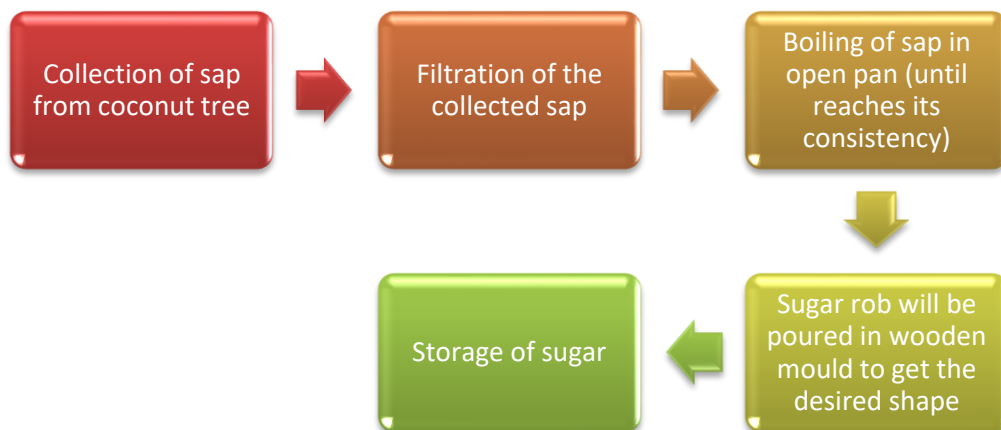 Collection of sap
from coconut tree
Filtration of the
collected sap
Boiling of sap in
open pan (until
reaches its
consistency)
Sugar rob will be
poured in wooden
mould to get the
desired shape
Storage of sugar